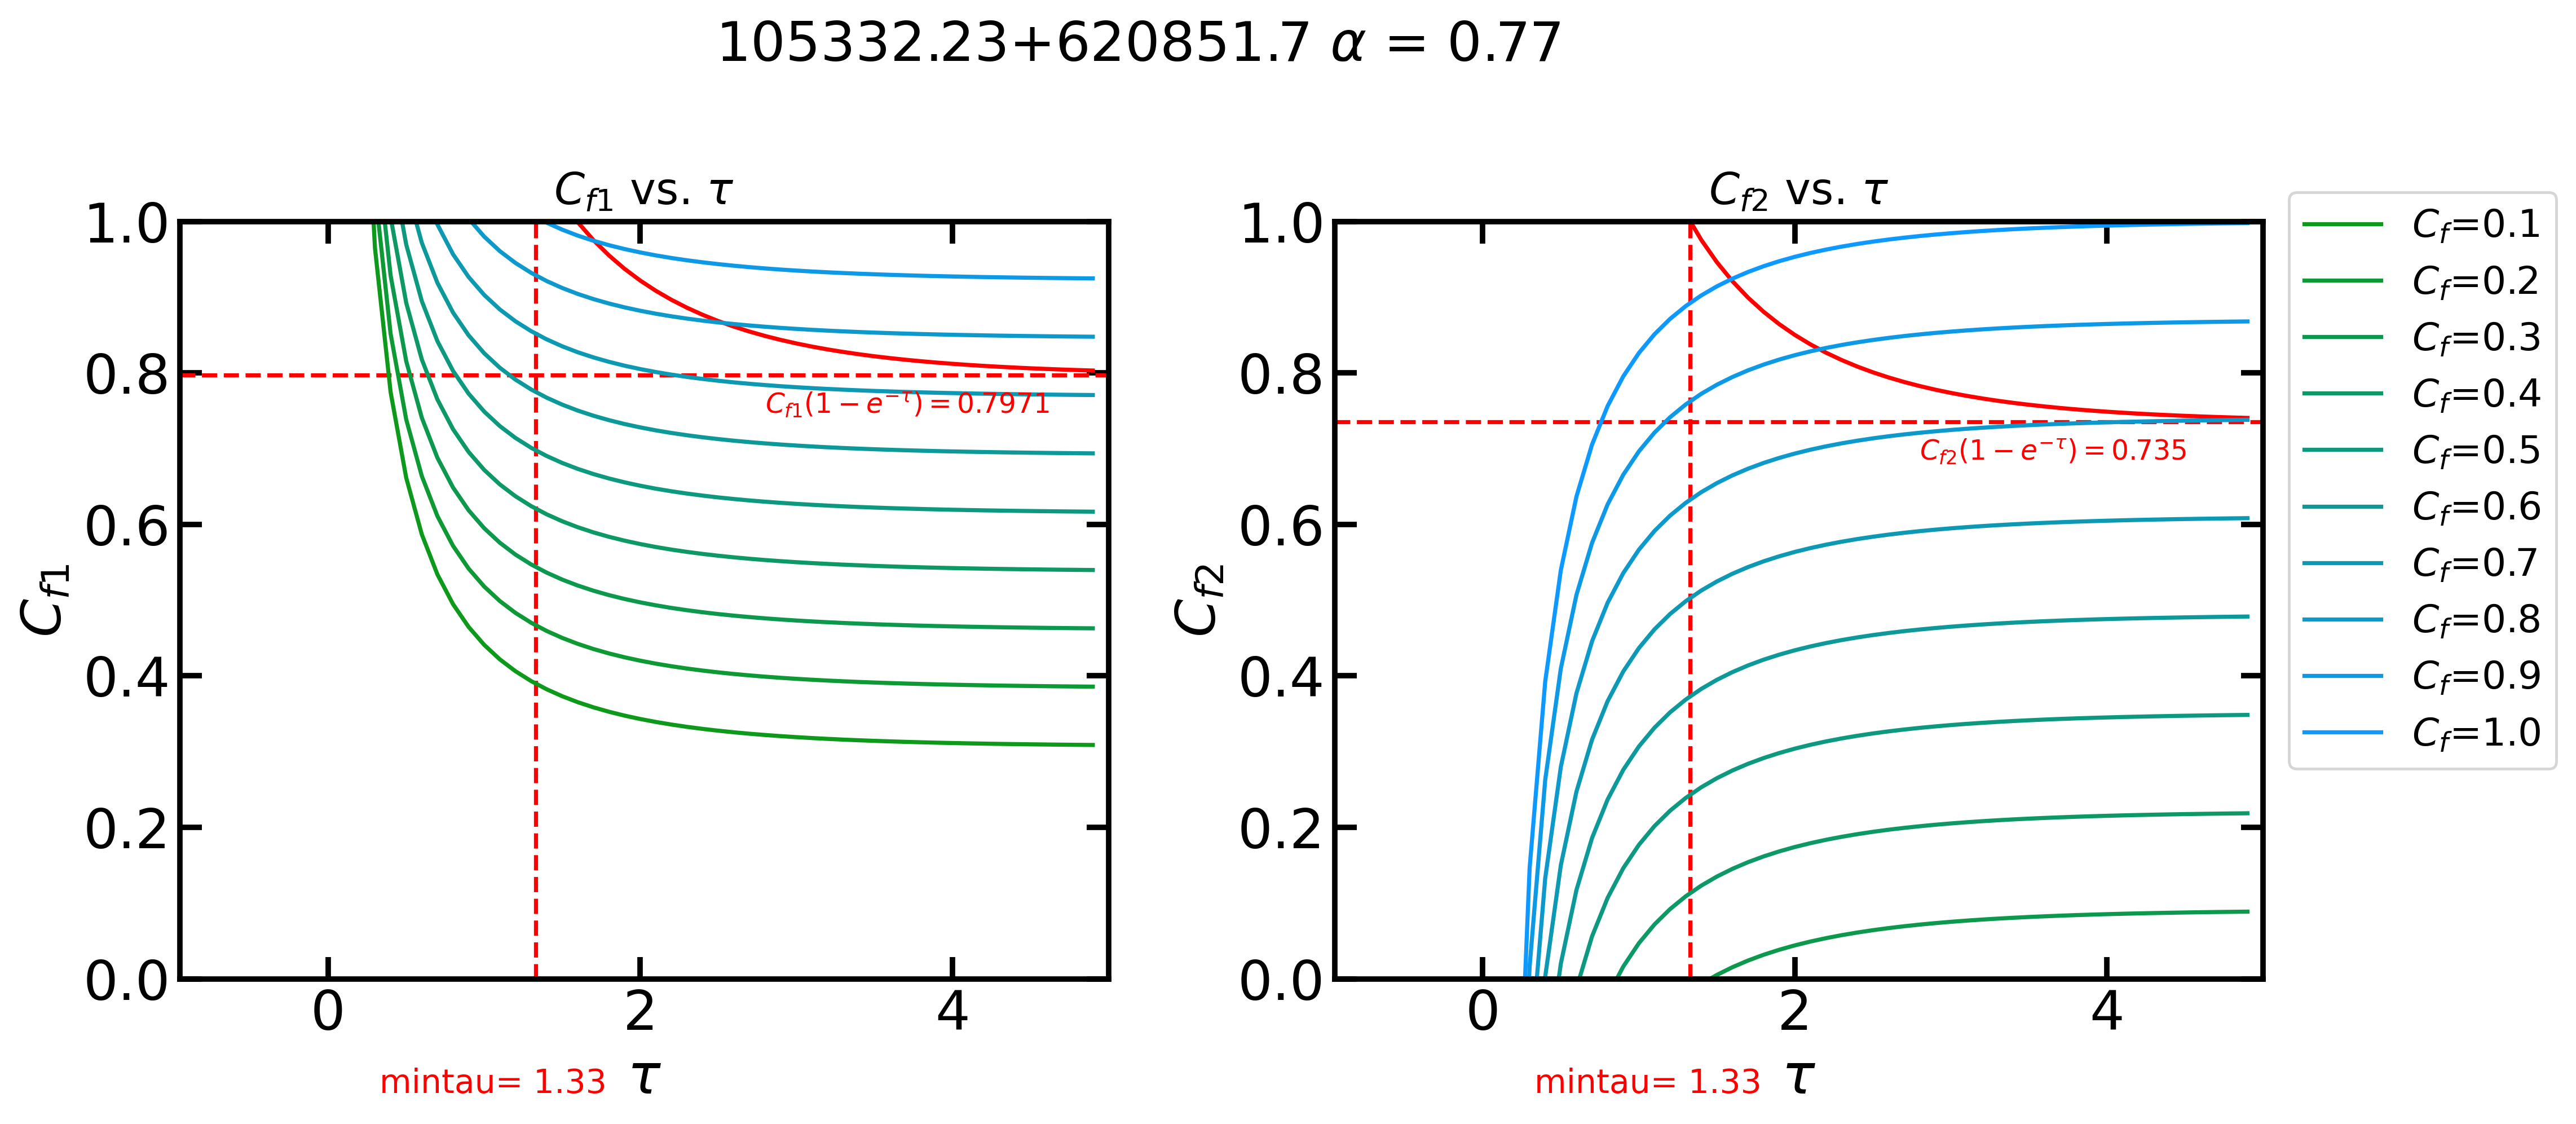 105332.23+620851.7 α = 0.77
C_{f1} vs. τ
1.0
0.8
0.6
0.4
0.2
0.0
C_{f1}
C_{f1}(1 − e^{−τ}) = 0.7971
0 2 4
mintau= 1.33 τ
C_{f2} vs. τ
1.0
0.8
0.6
0.4
0.2
0.0
C_{f2}
C_{f2}(1 − e^{−τ}) = 0.735
0 2 4
mintau= 1.33 τ
C_f=0.1
C_f=0.2
C_f=0.3
C_f=0.4
C_f=0.5
C_f=0.6
C_f=0.7
C_f=0.8
C_f=0.9
C_f=1.0